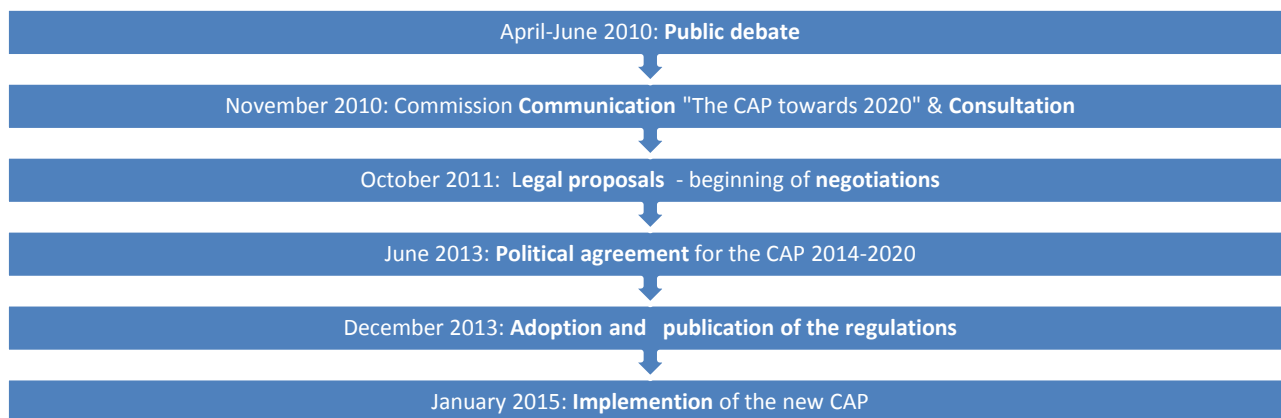 April-June 2010: Public debate
November 2010: Commission Communication "The CAP towards 2020" & Consultation
October 2011:  Legal proposals  - beginning of negotiations
June 2013: Political agreement for the CAP 2014-2020
December 2013: Adoption and   publication of the regulations
January 2015: Implemention of the new CAP